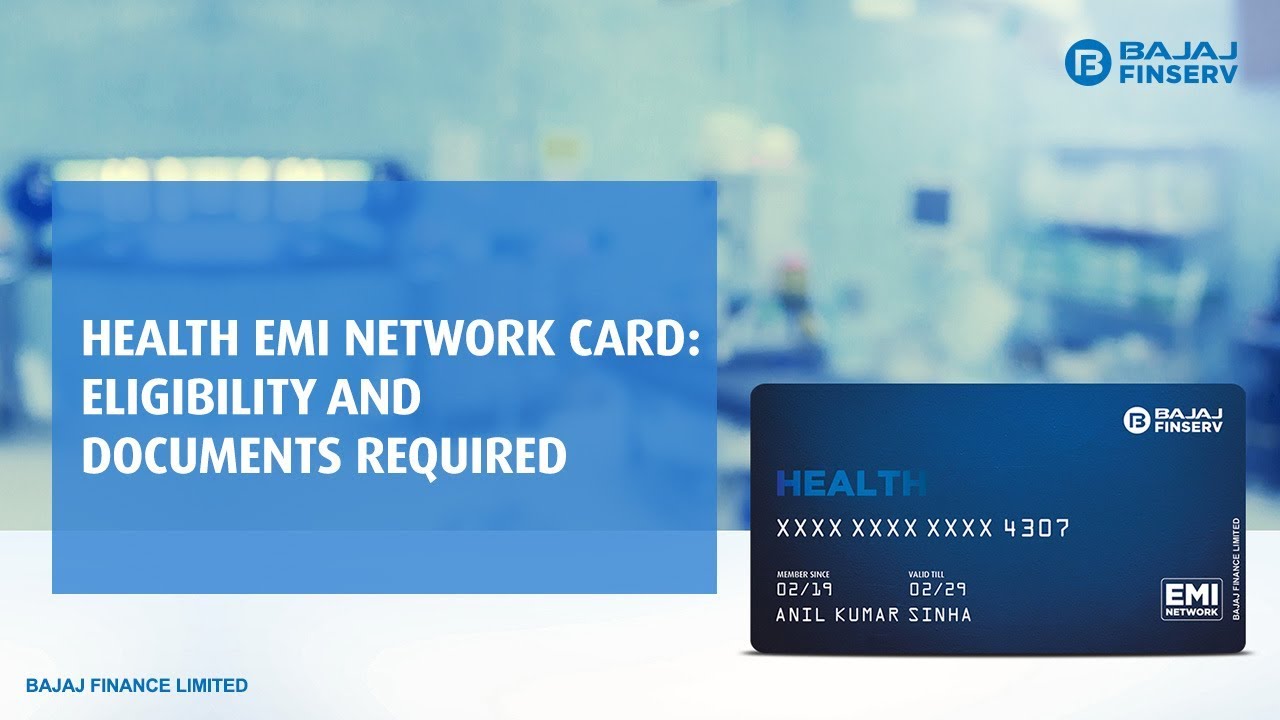 BAJAJ
FINSERV
HEALTH EMI NETWORK CARD:
ELIGIBILITY AND
DOCUMENTS REQUIRED
BAJAJ
FINSERV
HEALTH
XXXX XXXX XXXX 4307
MEMBER SINCE VALID TILL
02/19 02/29
ANIL KUMAR SINHA
EMI
NETWORK
BAJAJ FINANCE LIMITED
BAJAJ FINANCE LIMITED